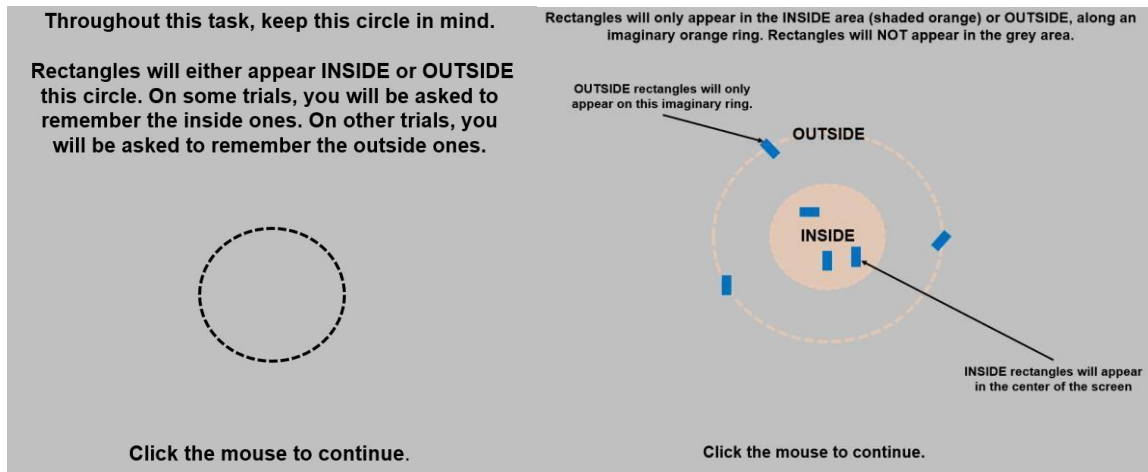 Throughout this task, keep this circle in mind.
Rectangles will either appear INSIDE or OUTSIDE
this circle. On some trials, you will be asked to
remember the inside ones. On other trials, you
will be asked to remember the outside ones.
Click the mouse to continue.
Rectangles will only appear in the INSIDE area (shaded orange) or OUTSIDE, along an
imaginary orange ring. Rectangles will NOT appear in the grey area.
OUTSIDE rectangles will only
appear on this imaginary ring.
OUTSIDE
INSIDE
INSIDE rectangles will appear
in the center of the screen
Click the mouse to continue.